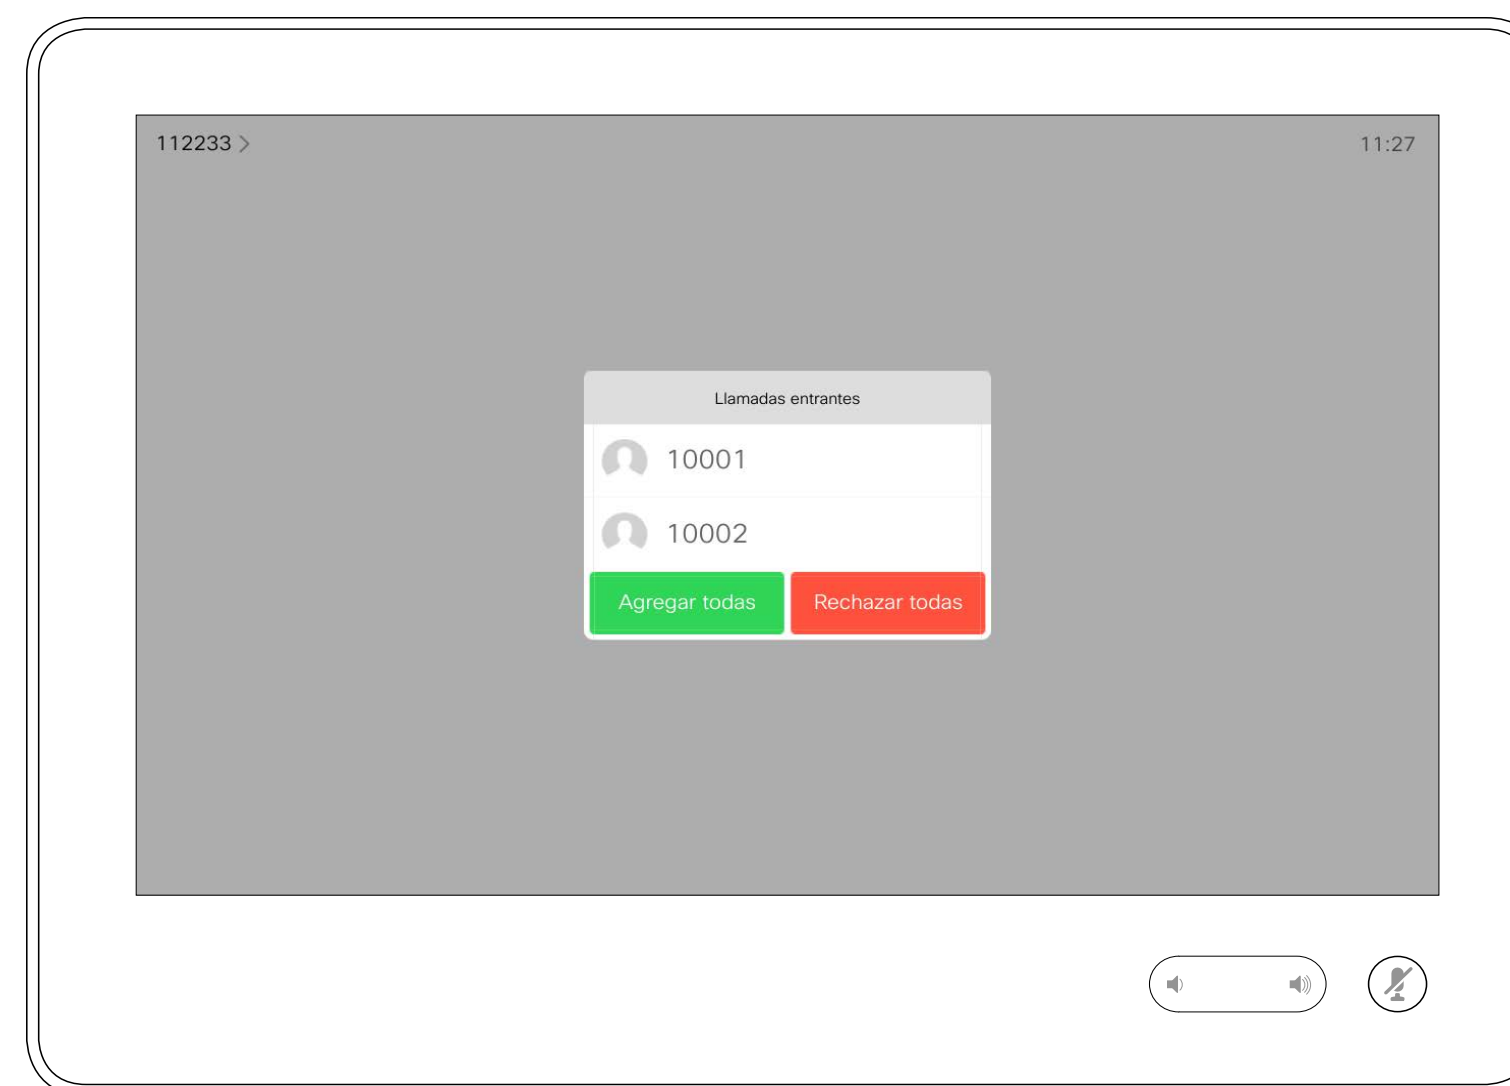 112233 >
11:27
Llamadas entrantes
10001
10002
Agregar todas
Rechazar todas